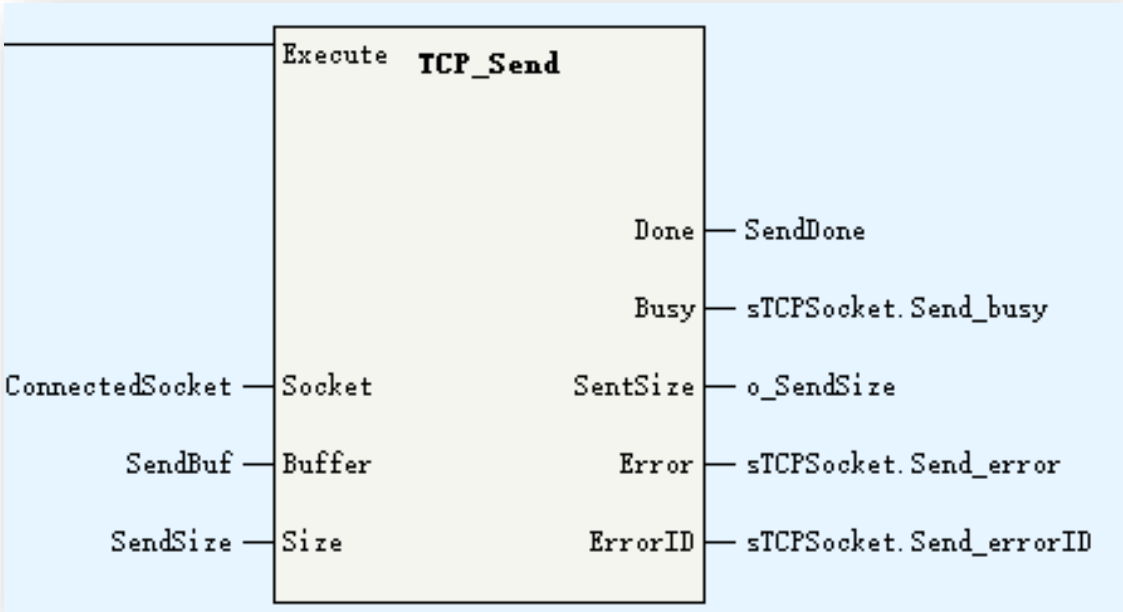 Execute TCP_Send
Done SendDone
Busy sTCPSocket.Send_busy
ConnectedSocket Socket SentSize o_SendSize
SendBuf Buffer Error sTCPSocket.Send_error
SendSize Size ErrorID sTCPSocket.Send_errorID